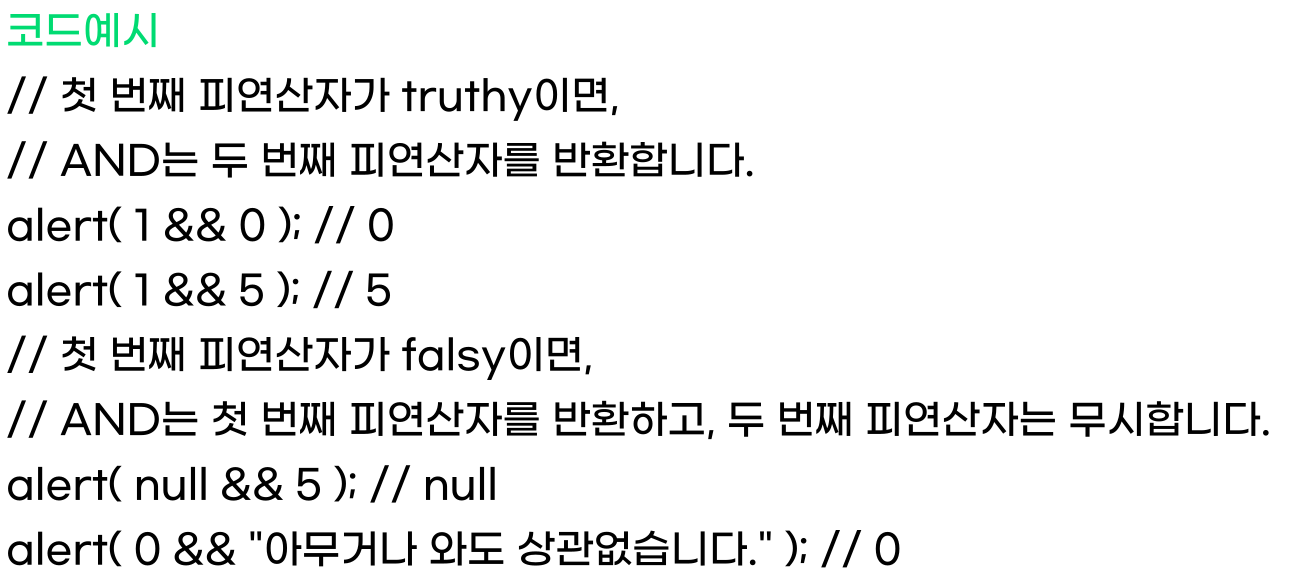 코드예시
// 첫 번째 피연산자가 truthy이면,
// AND는 두 번째 피연산자를 반환합니다.
alert( 1 && 0 ); // 0
alert( 1 && 5 ); // 5
// 첫 번째 피연산자가 falsy이면,
// AND는 첫 번째 피연산자를 반환하고, 두 번째 피연산자는 무시합니다.
alert( null && 5 ); // null
alert( 0 && "아무거나 와도 상관없습니다." ); // 0